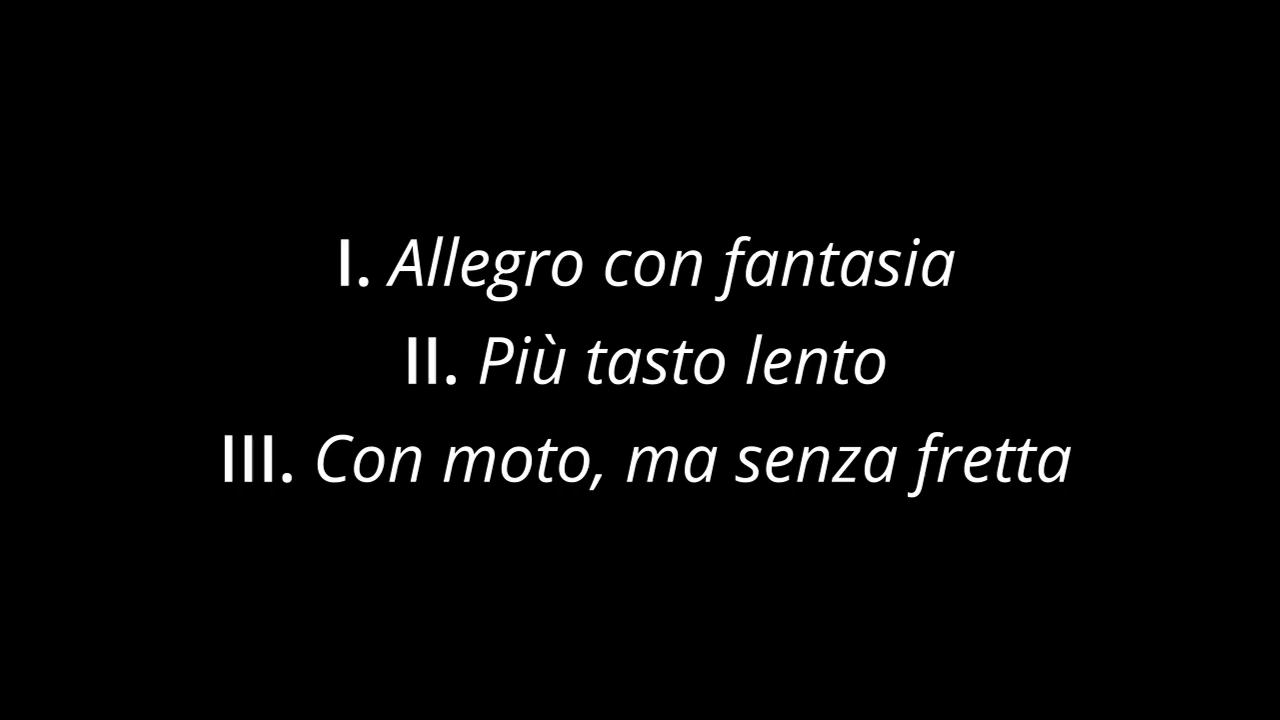 I. Allegro con fantasia
II. Più tasto lento
III. Con moto, ma senza fretta